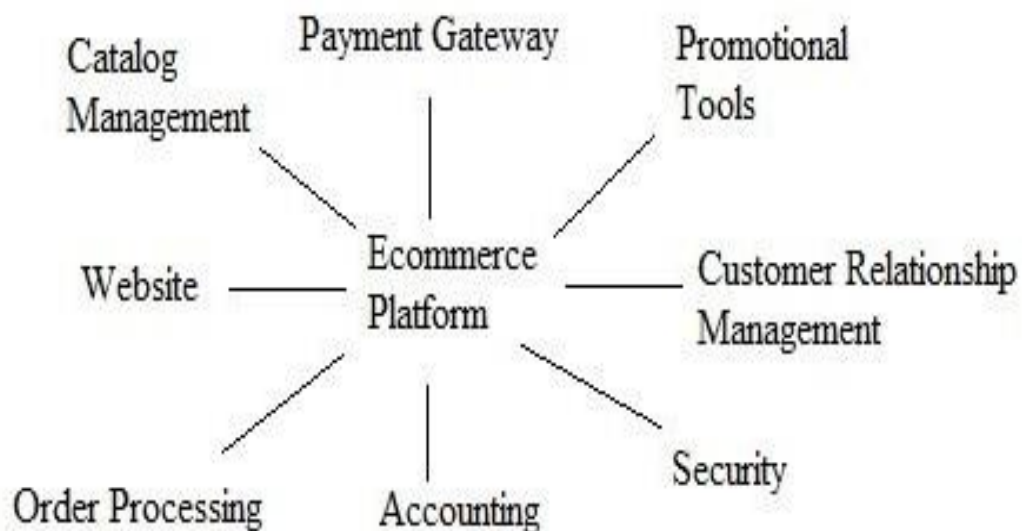 Payment Gateway
Catalog
Management
Promotional
Tools
Ecommerce
Platform
Website
Customer Relationship
Management
Order Processing
Accounting
Security